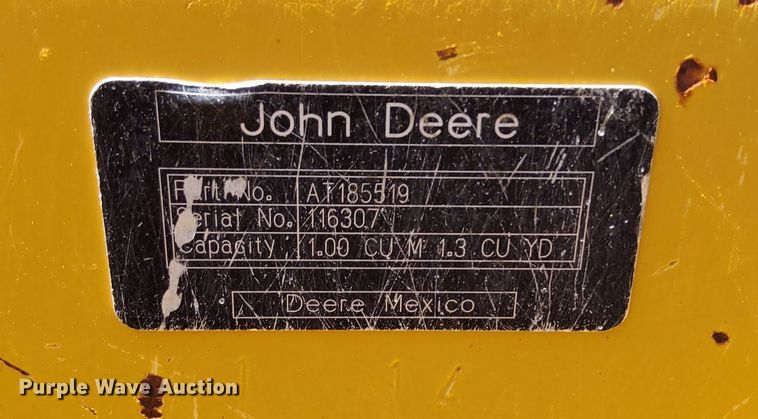 John Deere
Part No. AT185519
Serial No. 116307
Capacity 1.00 CU M 1.3 CU YD
Deere Mexico
Purple Wave Auction